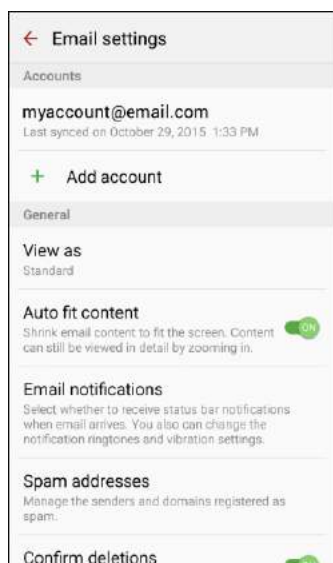 Email settings
Accounts
myaccount@email.com
Last synced on October 29, 2015 1:33 PM
+ Add account
General
View as
Standard
Auto fit content
Shrink email content to fit the screen. Content
can still be viewed in detail by zooming in.
ON
Email notifications
Select whether to receive status bar notifications
when email arrives. You also can change the
notification ringtones and vibration settings.
Spam addresses
Manage the senders and domains registered as
spam.
Confirm deletions